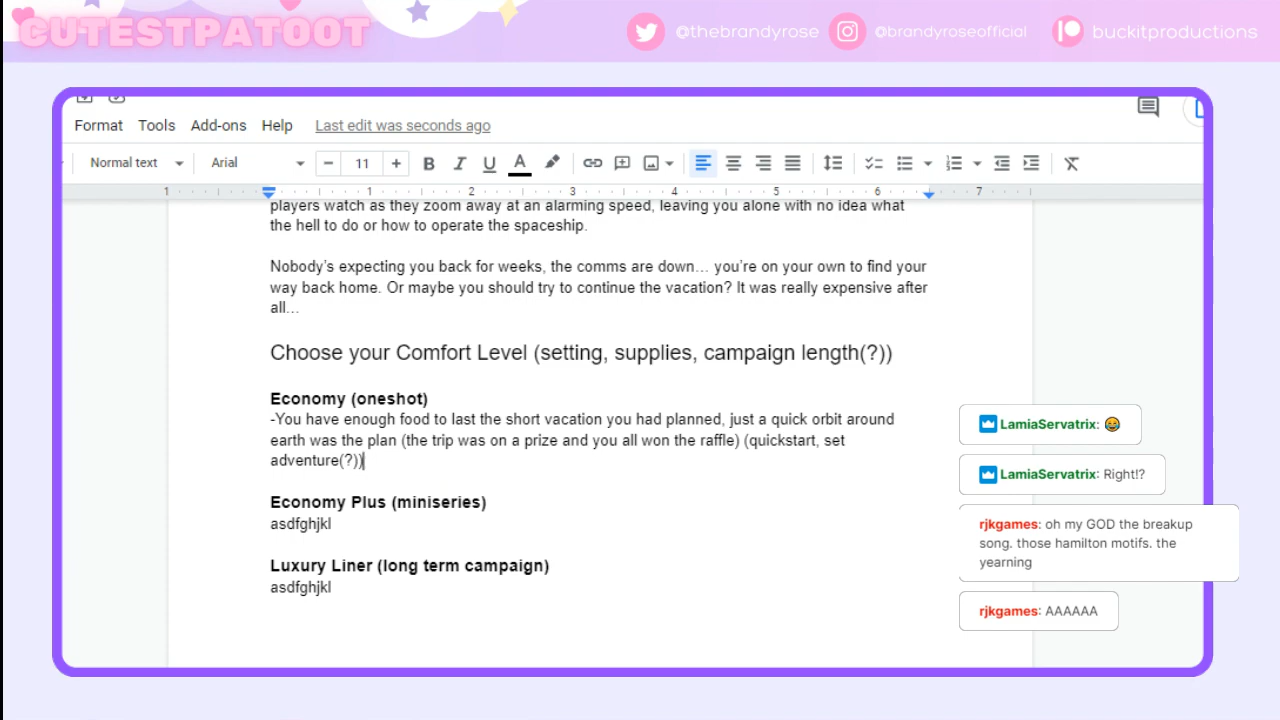 CUTESTPATOOT
@thebrandyrose
@brandyroseofficial
buckitproductions
Format Tools Add-ons Help Last edit was seconds ago
Normal text Arial 11 B I U A
1 1 2 3 4 5 6 7
players watch as they zoom away at an alarming speed, leaving you alone with no idea what
the hell to do or how to operate the spaceship.
Nobody’s expecting you back for weeks, the comms are down… you’re on your own to find your
way back home. Or maybe you should try to continue the vacation? It was really expensive after
all…
Choose your Comfort Level (setting, supplies, campaign length(?))
Economy (oneshot)
-You have enough food to last the short vacation you had planned, just a quick orbit around
earth was the plan (the trip was on a prize and you all won the raffle) (quickstart, set
adventure(?))
Economy Plus (miniseries)
asdfghjkl
Luxury Liner (long term campaign)
asdfghjkl
LamiaServatrix: 😂
LamiaServatrix: Right!?
rjkgames: oh my GOD the breakup
song. those hamilton motifs. the
yearning
rjkgames: AAAAAA